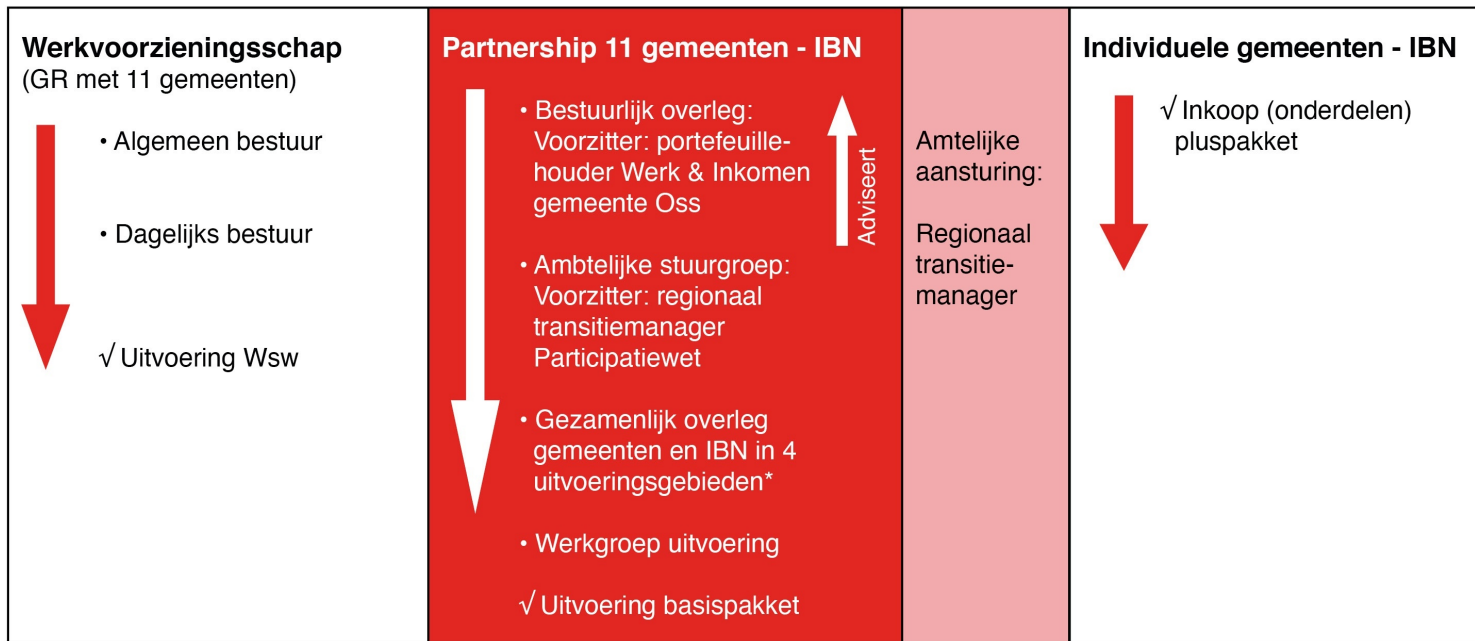 Werkvoorzieningsschap
(GR met 11 gemeenten)
• Algemeen bestuur
• Dagelijks bestuur
√ Uitvoering Wsw
Partnership 11 gemeenten - IBN
• Bestuurlijk overleg:
Voorzitter: portefeuille-
houder Werk & Inkomen
gemeente Oss
• Ambtelijke stuurgroep:
Voorzitter: regionaal
transitiemanager
Participatiewet
• Gezamenlijk overleg
gemeenten en IBN in 4
uitvoeringsgebieden*
• Werkgroep uitvoering
√ Uitvoering basispakket
Adviseert
Amtelijke
aansturing:
Regionaal
transitie-
manager
Individuele gemeenten - IBN
√ Inkoop (onderdelen)
pluspakket